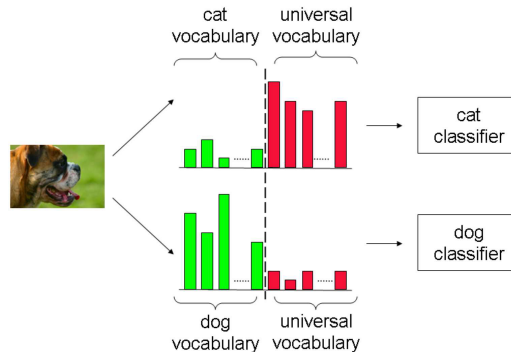 cat
vocabulary
universal
vocabulary
cat
classifier
dog
classifier
dog
vocabulary
universal
vocabulary